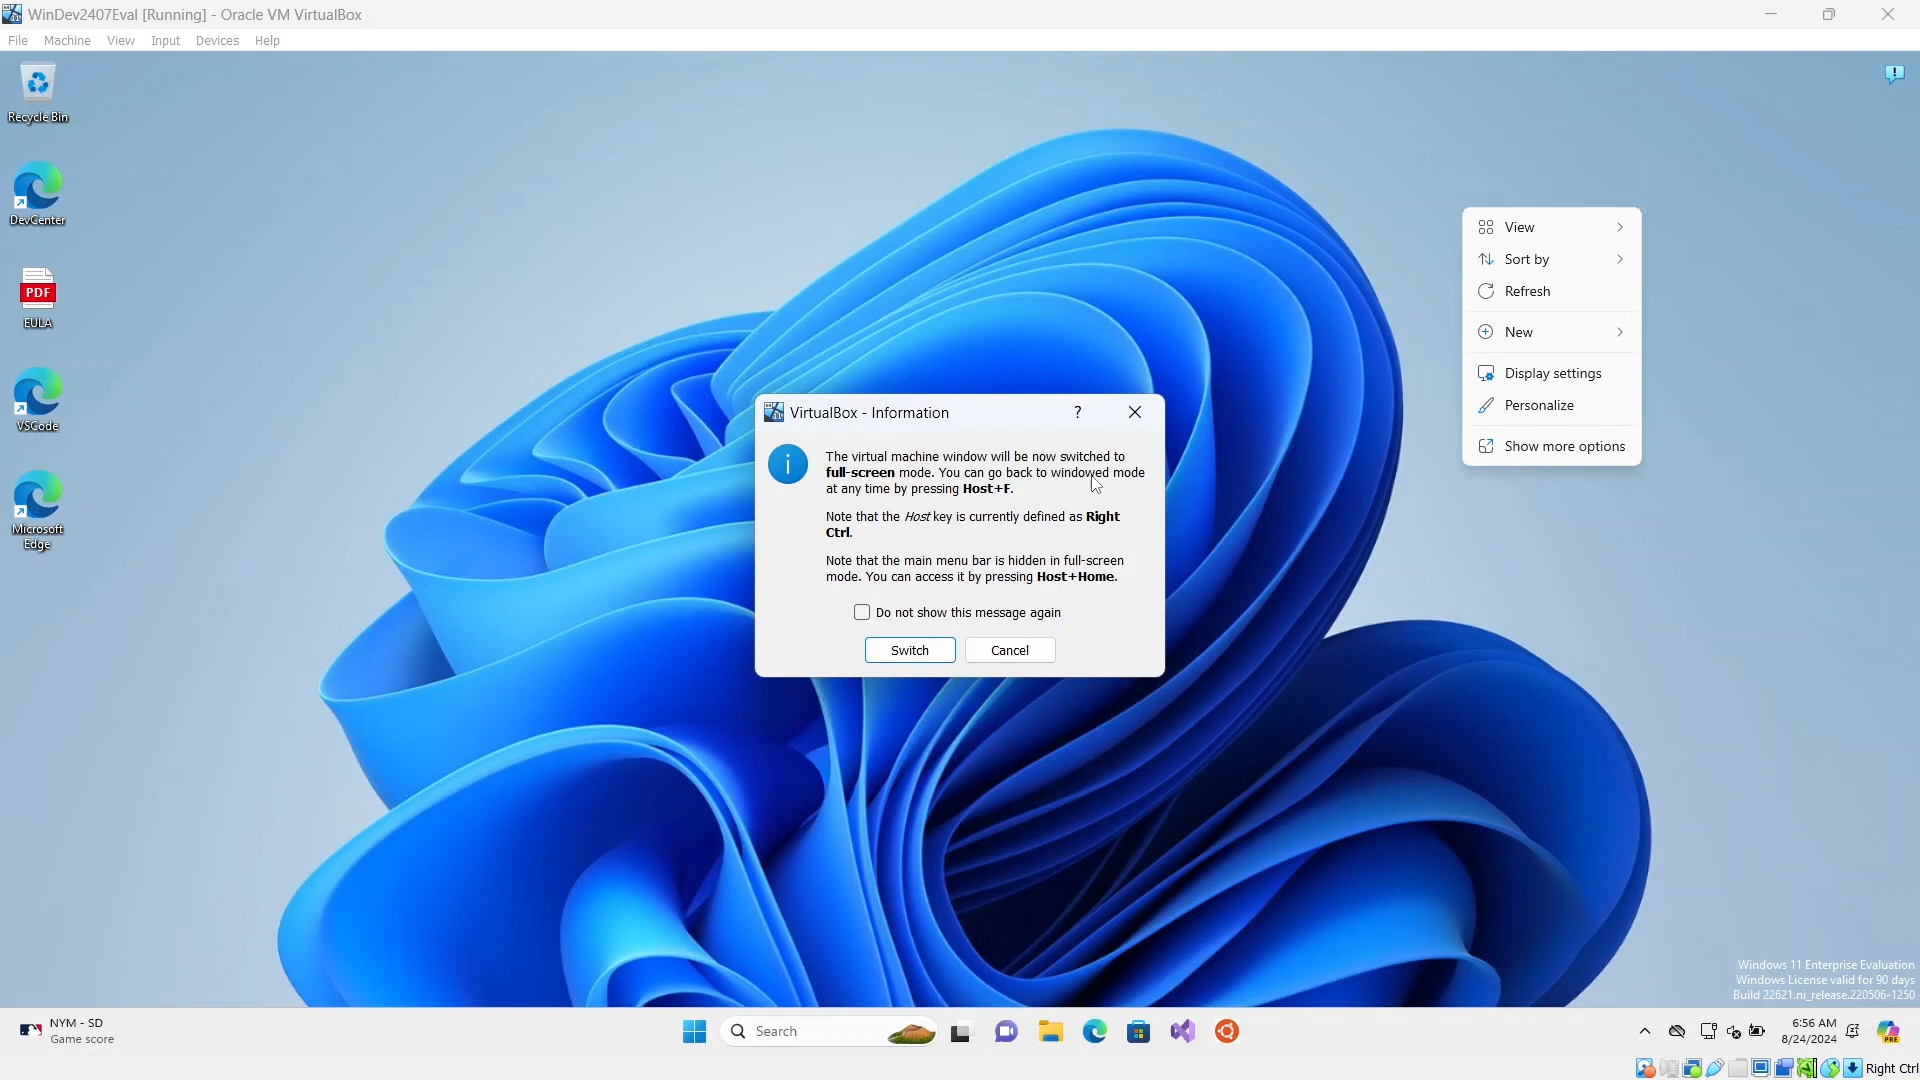 WinDev2407Eval [Running] - Oracle VM VirtualBox
File Machine View Input Devices Help
Recycle Bin
DevCenter
PDF
EULA
VSCode
Microsoft
Edge
View
Sort by
Refresh
New
Display settings
Personalize
Show more options
VirtualBox - Information
?
The virtual machine window will be now switched to
full-screen mode. You can go back to windowed mode
at any time by pressing Host+F.
Note that the Host key is currently defined as Right
Ctrl.
Note that the main menu bar is hidden in full-screen
mode. You can access it by pressing Host+Home.
Do not show this message again
Switch Cancel
Windows 11 Enterprise Evaluation
Windows License valid for 90 days
Build 22621.ni_release.220506-1250
NYM - SD
Game score
Search
6:56 AM
8/24/2024
PRE
Right Ctrl